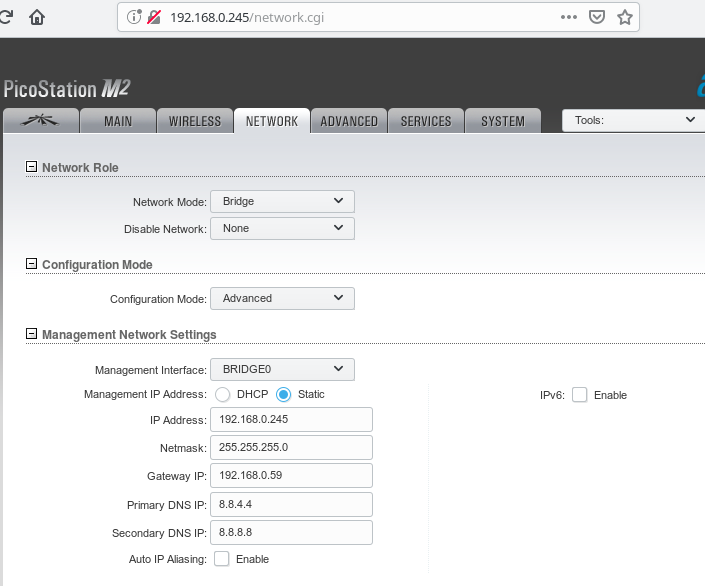 192.168.0.245/network.cgi
PicoStation M2
MAIN WIRELESS NETWORK ADVANCED SERVICES SYSTEM Tools:
Network Role
Network Mode: Bridge
Disable Network: None
Configuration Mode
Configuration Mode: Advanced
Management Network Settings
Management Interface: BRIDGE0
Management IP Address: DHCP Static IPv6: Enable
IP Address: 192.168.0.245
Netmask: 255.255.255.0
Gateway IP: 192.168.0.59
Primary DNS IP: 8.8.4.4
Secondary DNS IP: 8.8.8.8
Auto IP Aliasing: Enable